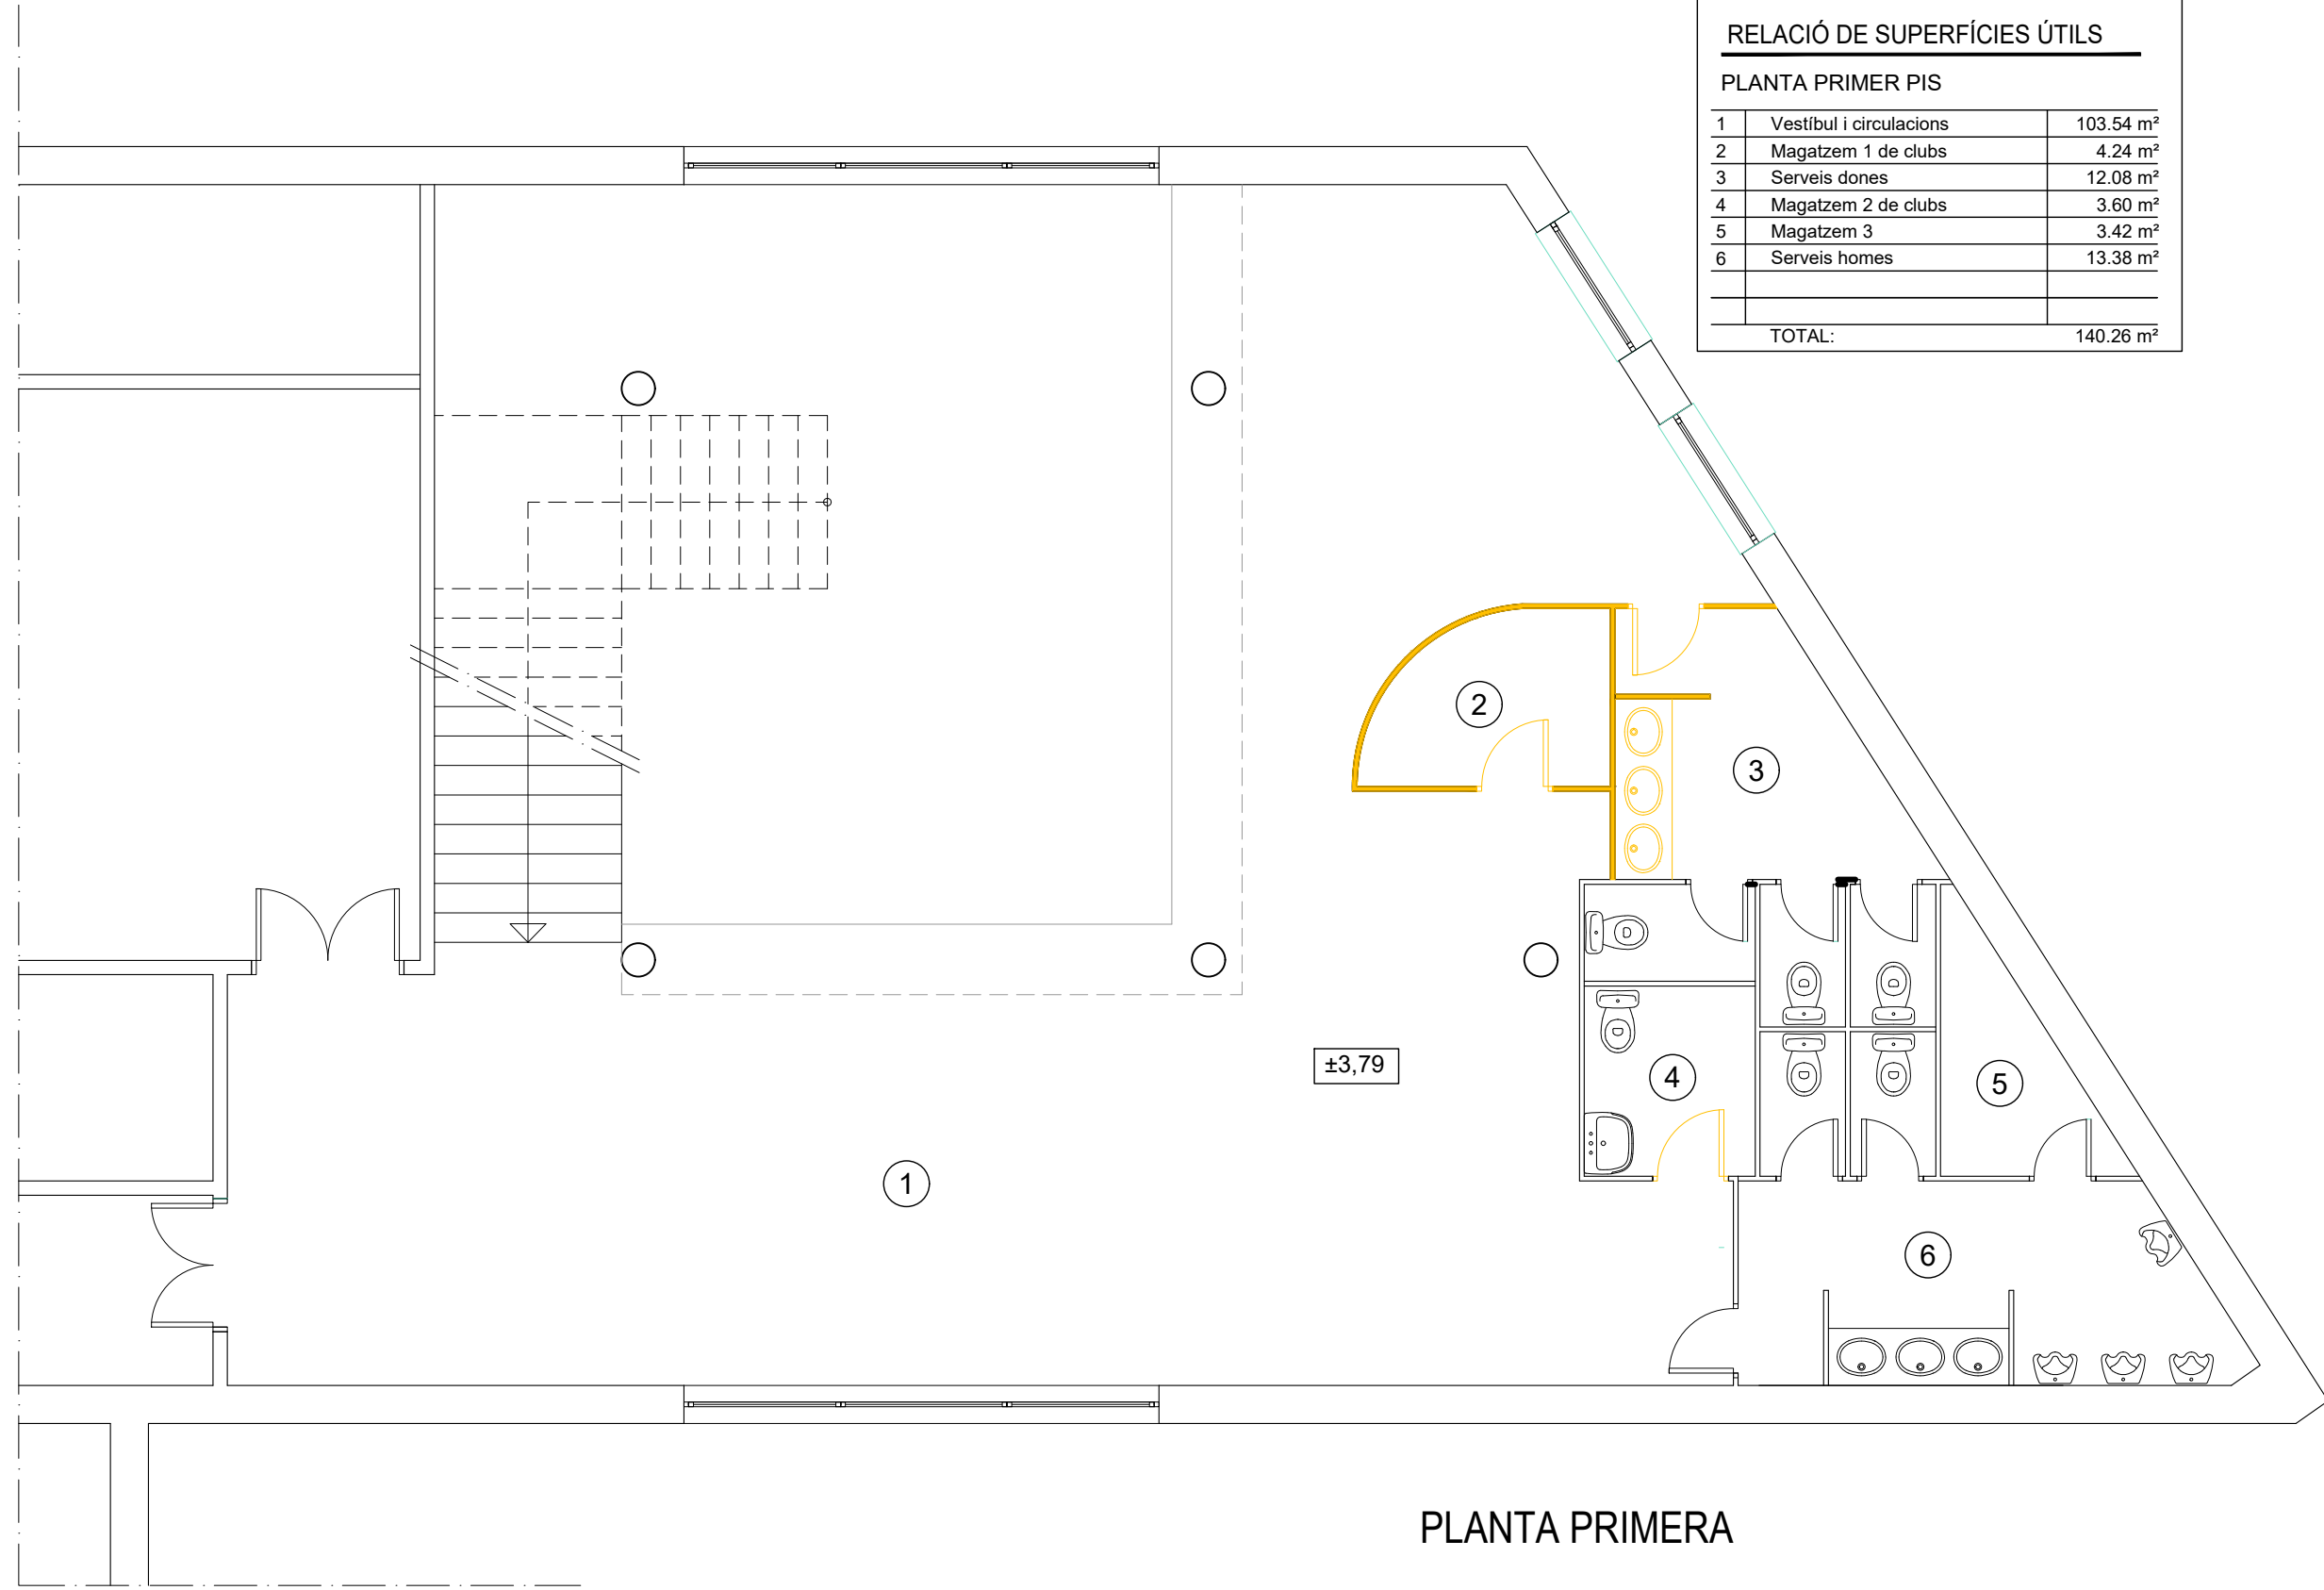 RELACIÓ DE SUPERFÍCIES ÚTILS
PLANTA PRIMER PIS
1 Vestíbul i circulacions 103.54 m²
2 Magatzem 1 de clubs 4.24 m²
3 Serveis dones 12.08 m²
4 Magatzem 2 de clubs 3.60 m²
5 Magatzem 3 3.42 m²
6 Serveis homes 13.38 m²
TOTAL: 140.26 m²
2
3
±3,79
4
5
1
6
PLANTA PRIMERA